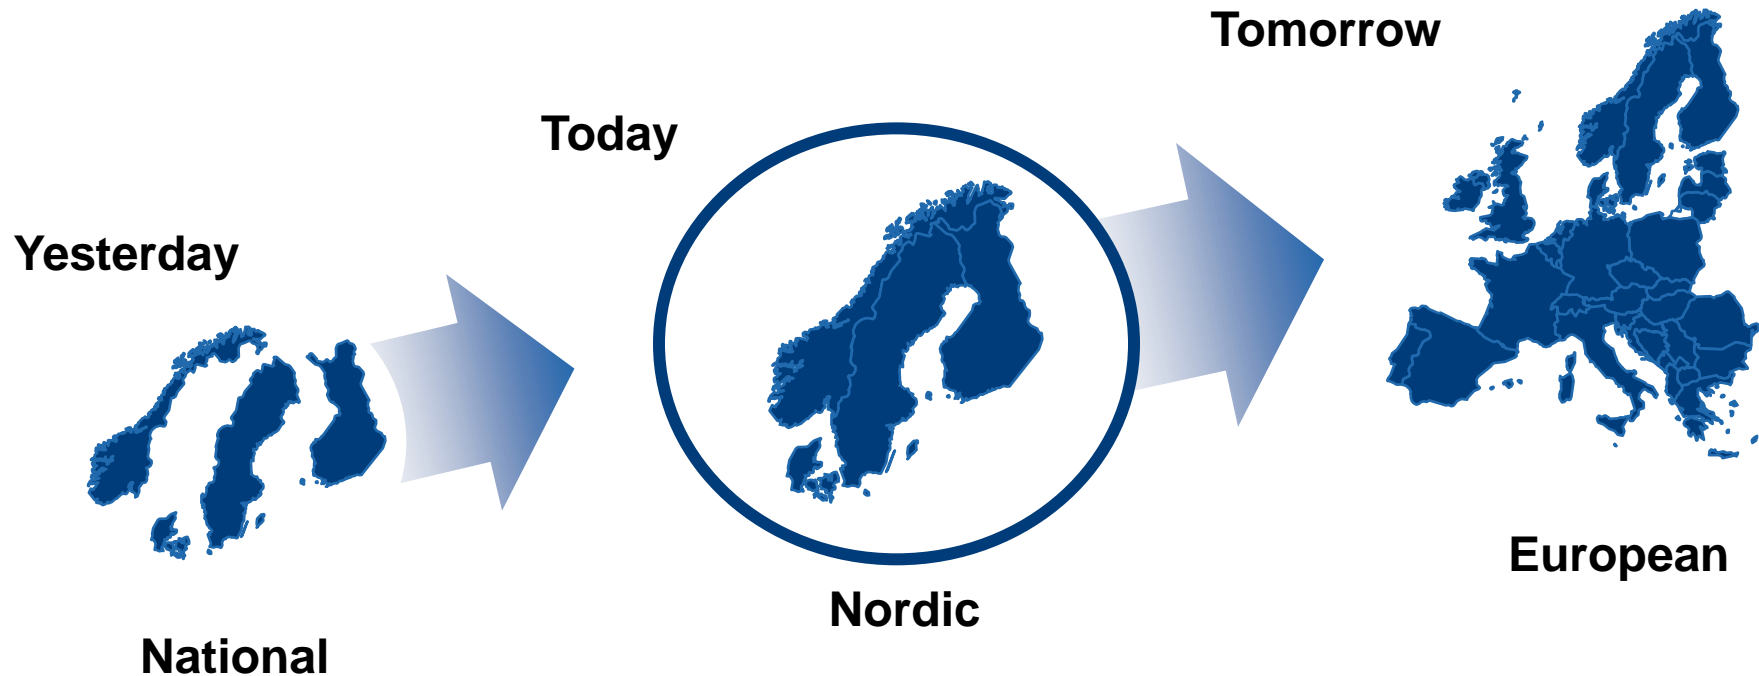 Yesterday
National
Today
Nordic
Tomorrow
European